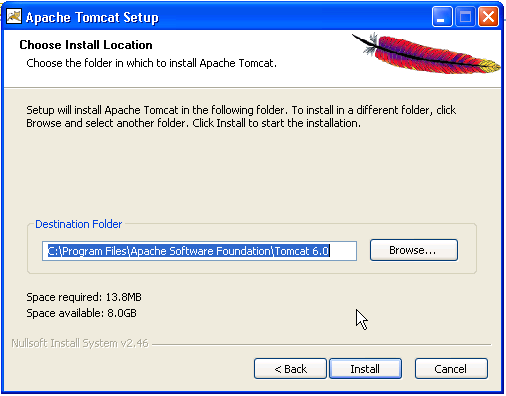 Apache Tomcat Setup
Choose Install Location
Choose the folder in which to install Apache Tomcat.
Setup will install Apache Tomcat in the following folder. To install in a different folder, click
Browse and select another folder. Click Install to start the installation.
Destination Folder
C:\Program Files\Apache Software Foundation\Tomcat 6.0
Browse...
Space required: 13.8MB
Space available: 8.0GB
Nullsoft Install System v2.46
< Back
Install
Cancel